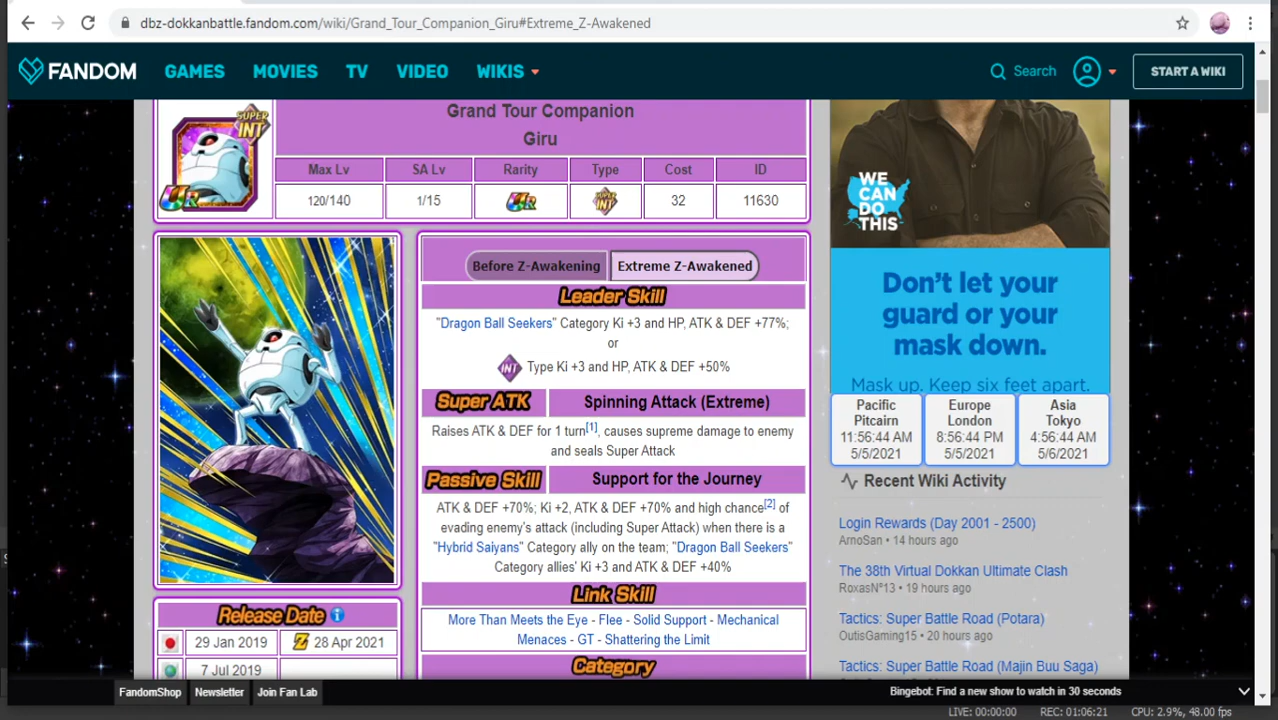 dbz-dokkanbattle.fandom.com/wiki/Grand_Tour_Companion_Giru#Extreme_Z-Awakened
FANDOM GAMES MOVIES TV VIDEO WIKIS Search START A WIKI
Grand Tour Companion
Giru
SUPER INT
UR
Max Lv SA Lv Rarity Type Cost ID
120/140 1/15 UR SUPER INT 32 11630
Before Z-Awakening Extreme Z-Awakened
Leader Skill
"Dragon Ball Seekers" Category Ki +3 and HP, ATK & DEF +77%;
or
INT Type Ki +3 and HP, ATK & DEF +50%
Super ATK Spinning Attack (Extreme)
Raises ATK & DEF for 1 turn[1], causes supreme damage to enemy
and seals Super Attack
Passive Skill Support for the Journey
ATK & DEF +70%; Ki +2, ATK & DEF +70% and high chance[2] of
evading enemy's attack (including Super Attack) when there is a
"Hybrid Saiyans" Category ally on the team; "Dragon Ball Seekers"
Category allies' Ki +3 and ATK & DEF +40%
Link Skill
More Than Meets the Eye - Flee - Solid Support - Mechanical
Menaces - GT - Shattering the Limit
Category
Release Date
29 Jan 2019 Z 28 Apr 2021
7 Jul 2019
WE
CAN
DO
THIS
Don't let your
guard or your
mask down.
Mask up. Keep six feet apart.
Pacific
Pitcairn
11:56:44 AM
5/5/2021
Europe
London
8:56:44 PM
5/5/2021
Asia
Tokyo
4:56:44 AM
5/6/2021
Recent Wiki Activity
Login Rewards (Day 2001 - 2500)
ArnoSan • 14 hours ago
The 38th Virtual Dokkan Ultimate Clash
RoxasN°13 • 19 hours ago
Tactics: Super Battle Road (Potara)
OutisGaming15 • 20 hours ago
Tactics: Super Battle Road (Majin Buu Saga)
FandomShop Newsletter Join Fan Lab
Bingebot: Find a new show to watch in 30 seconds
LIVE: 00:00:00 REC: 01:06:21 CPU: 2.9%, 48.00 fps